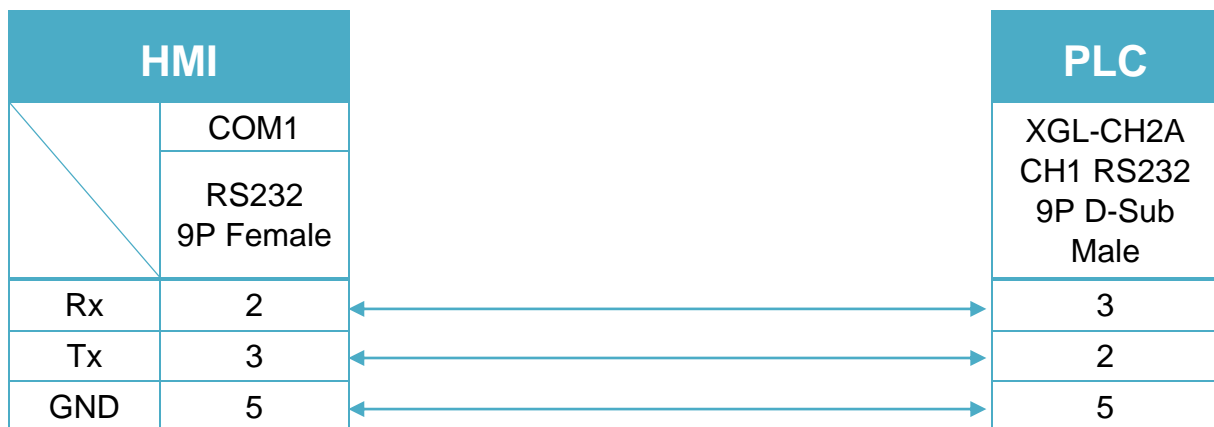 HMI
PLC
COM1
RS232
9P Female
XGL-CH2A
CH1 RS232
9P D-Sub
Male
Rx 2 3
Tx 3 2
GND 5 5